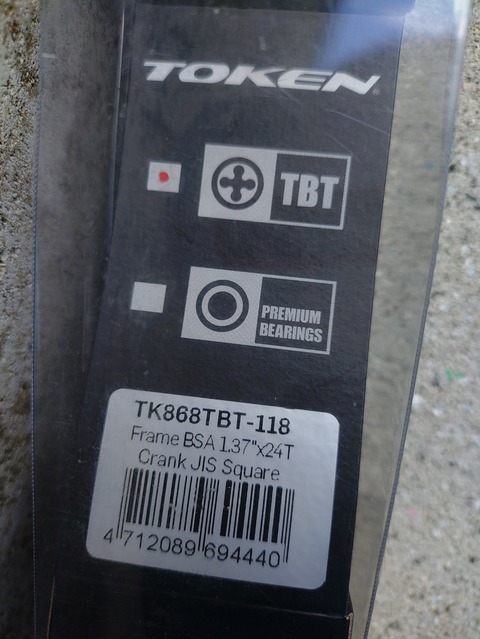 TOKEN
TBT
PREMIUM
BEARINGS
TK868TBT-118
Frame BSA 1.37"x24T
Crank JIS Square
4 712089 694440